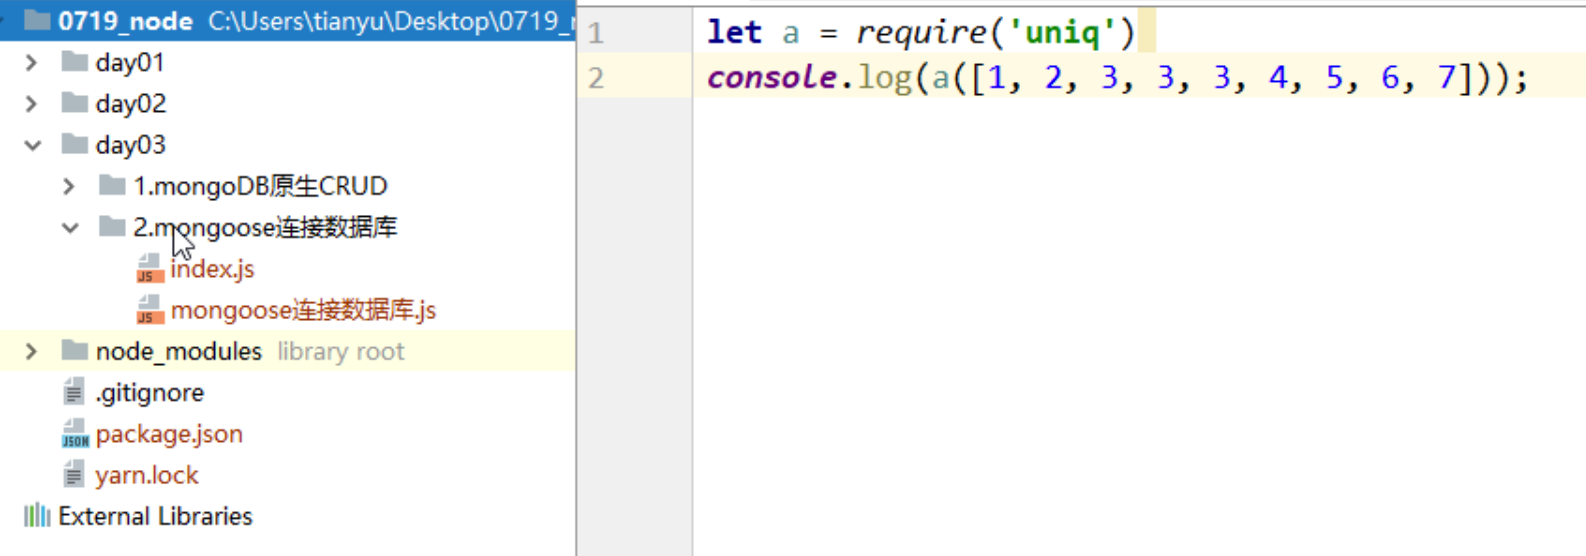 0719_node C:\Users\tianyu\Desktop\0719_
day01
day02
day03
1.mongoDB原生CRUD
2.mongoose连接数据库
index.js
mongoose连接数据库.js
node_modules library root
.gitignore
package.json
yarn.lock
External Libraries
1 let a = require('uniq')
2 console.log(a([1, 2, 3, 3, 3, 4, 5, 6, 7]));